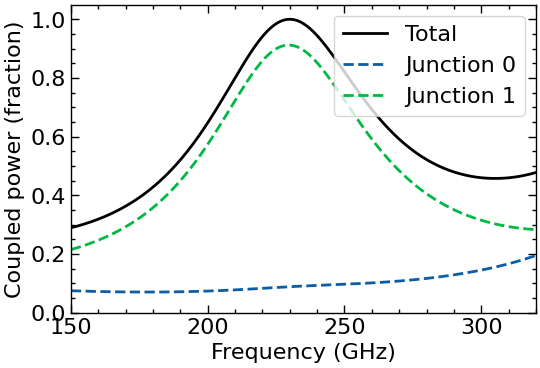 Coupled power (fraction)
1.0
0.8
0.6
0.4
0.2
0.0
Total
Junction 0
Junction 1
150 200 250 300
Frequency (GHz)